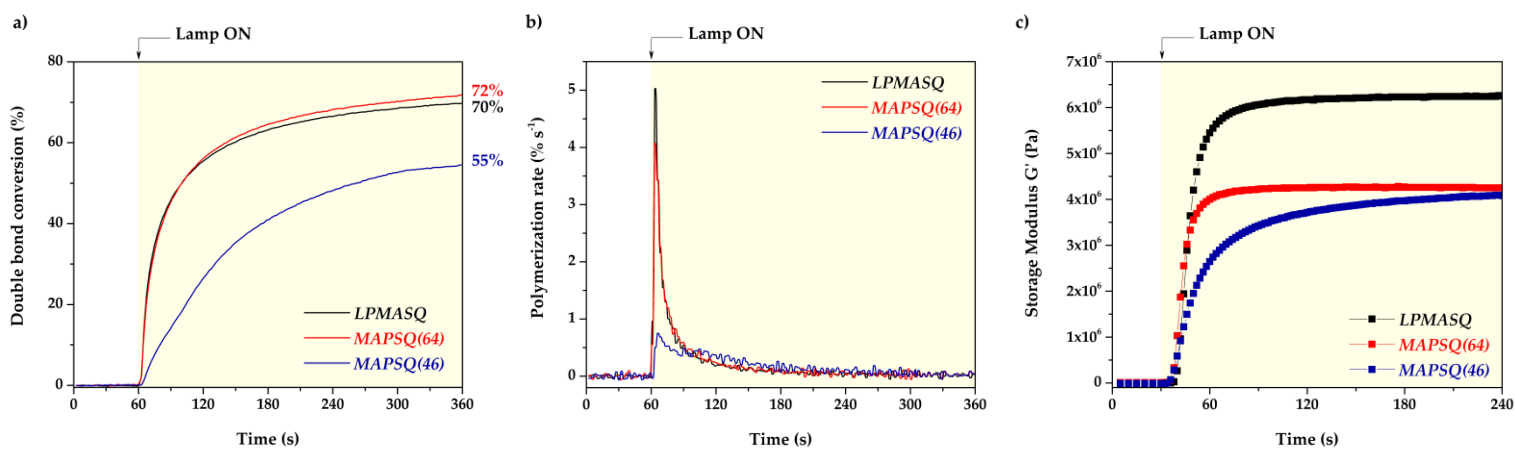 a)
Lamp ON
Double bond conversion (%)
80
60
40
20
0
0
60
120
180
240
300
360
Time (s)
72%
70%
55%
LPMASQ
MAPSQ(64)
MAPSQ(46)
b)
Lamp ON
Polymerization rate (% s⁻¹)
5
4
3
2
1
0
0
60
120
180
240
300
360
Time (s)
LPMASQ
MAPSQ(64)
MAPSQ(46)
c)
Lamp ON
Storage Modulus G' (Pa)
7x10⁶
6x10⁶
5x10⁶
4x10⁶
3x10⁶
2x10⁶
1x10⁶
0
0
60
120
180
240
Time (s)
LPMASQ
MAPSQ(64)
MAPSQ(46)